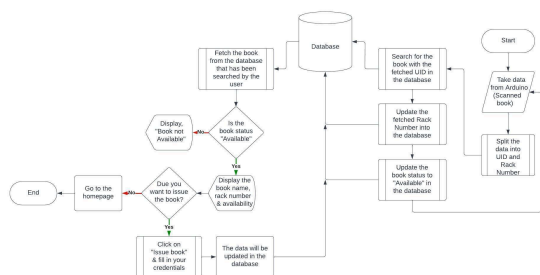 Start
Database
Fetch the book
from the database
that has been
searched by the
user
Search for the
book with the
fetched UID in
the database
Take data
from Arduino
(Scanned
book)
Display,
"Book not
Available"
No
Is the
book status
"Available"
Update the
fetched Rack
Number into the
database
Split the
data into
UID and
Rack
Number
Yes
End
Go to the
homepage
No
Due you
want to issue
the book?
Display the
book name,
rack number
& availability
Update the
book status to
"Available" in
the database
Yes
Click on
"Issue book"
& fill in your
credentials
The data will be
updated in the
database